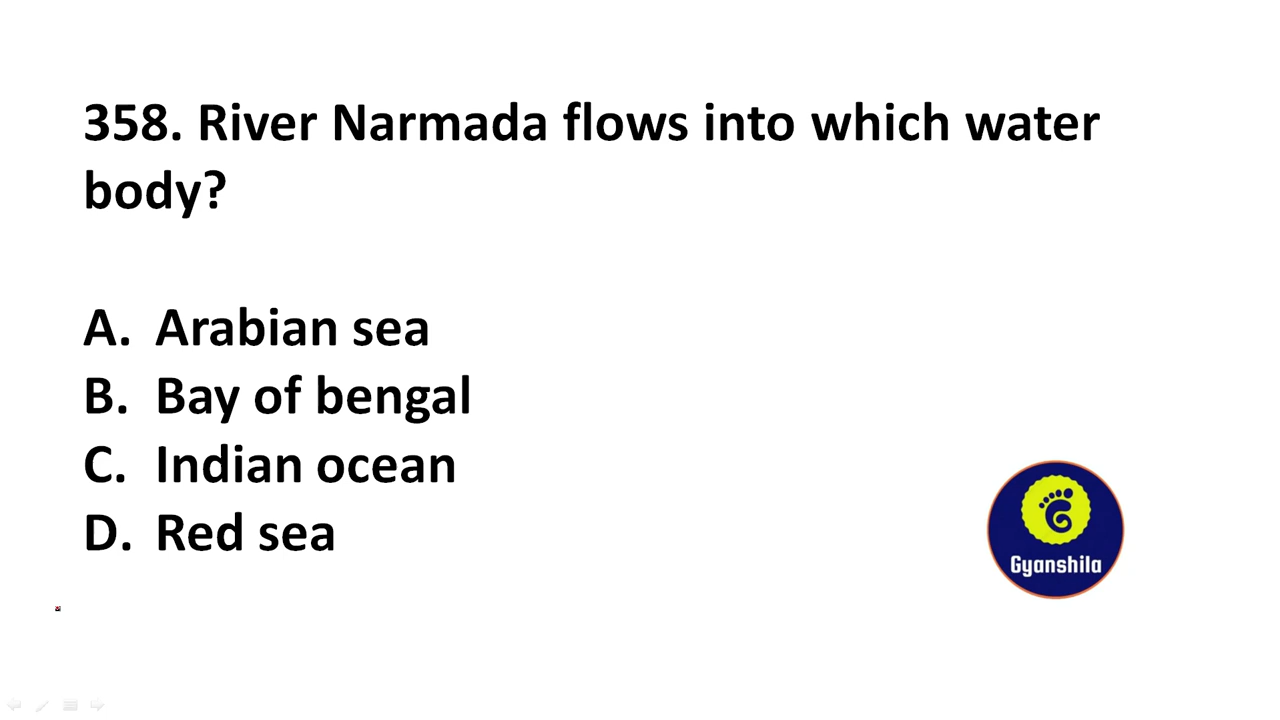 358. River Narmada flows into which water
body?
A. Arabian sea
B. Bay of bengal
C. Indian ocean
D. Red sea
Gyanshila